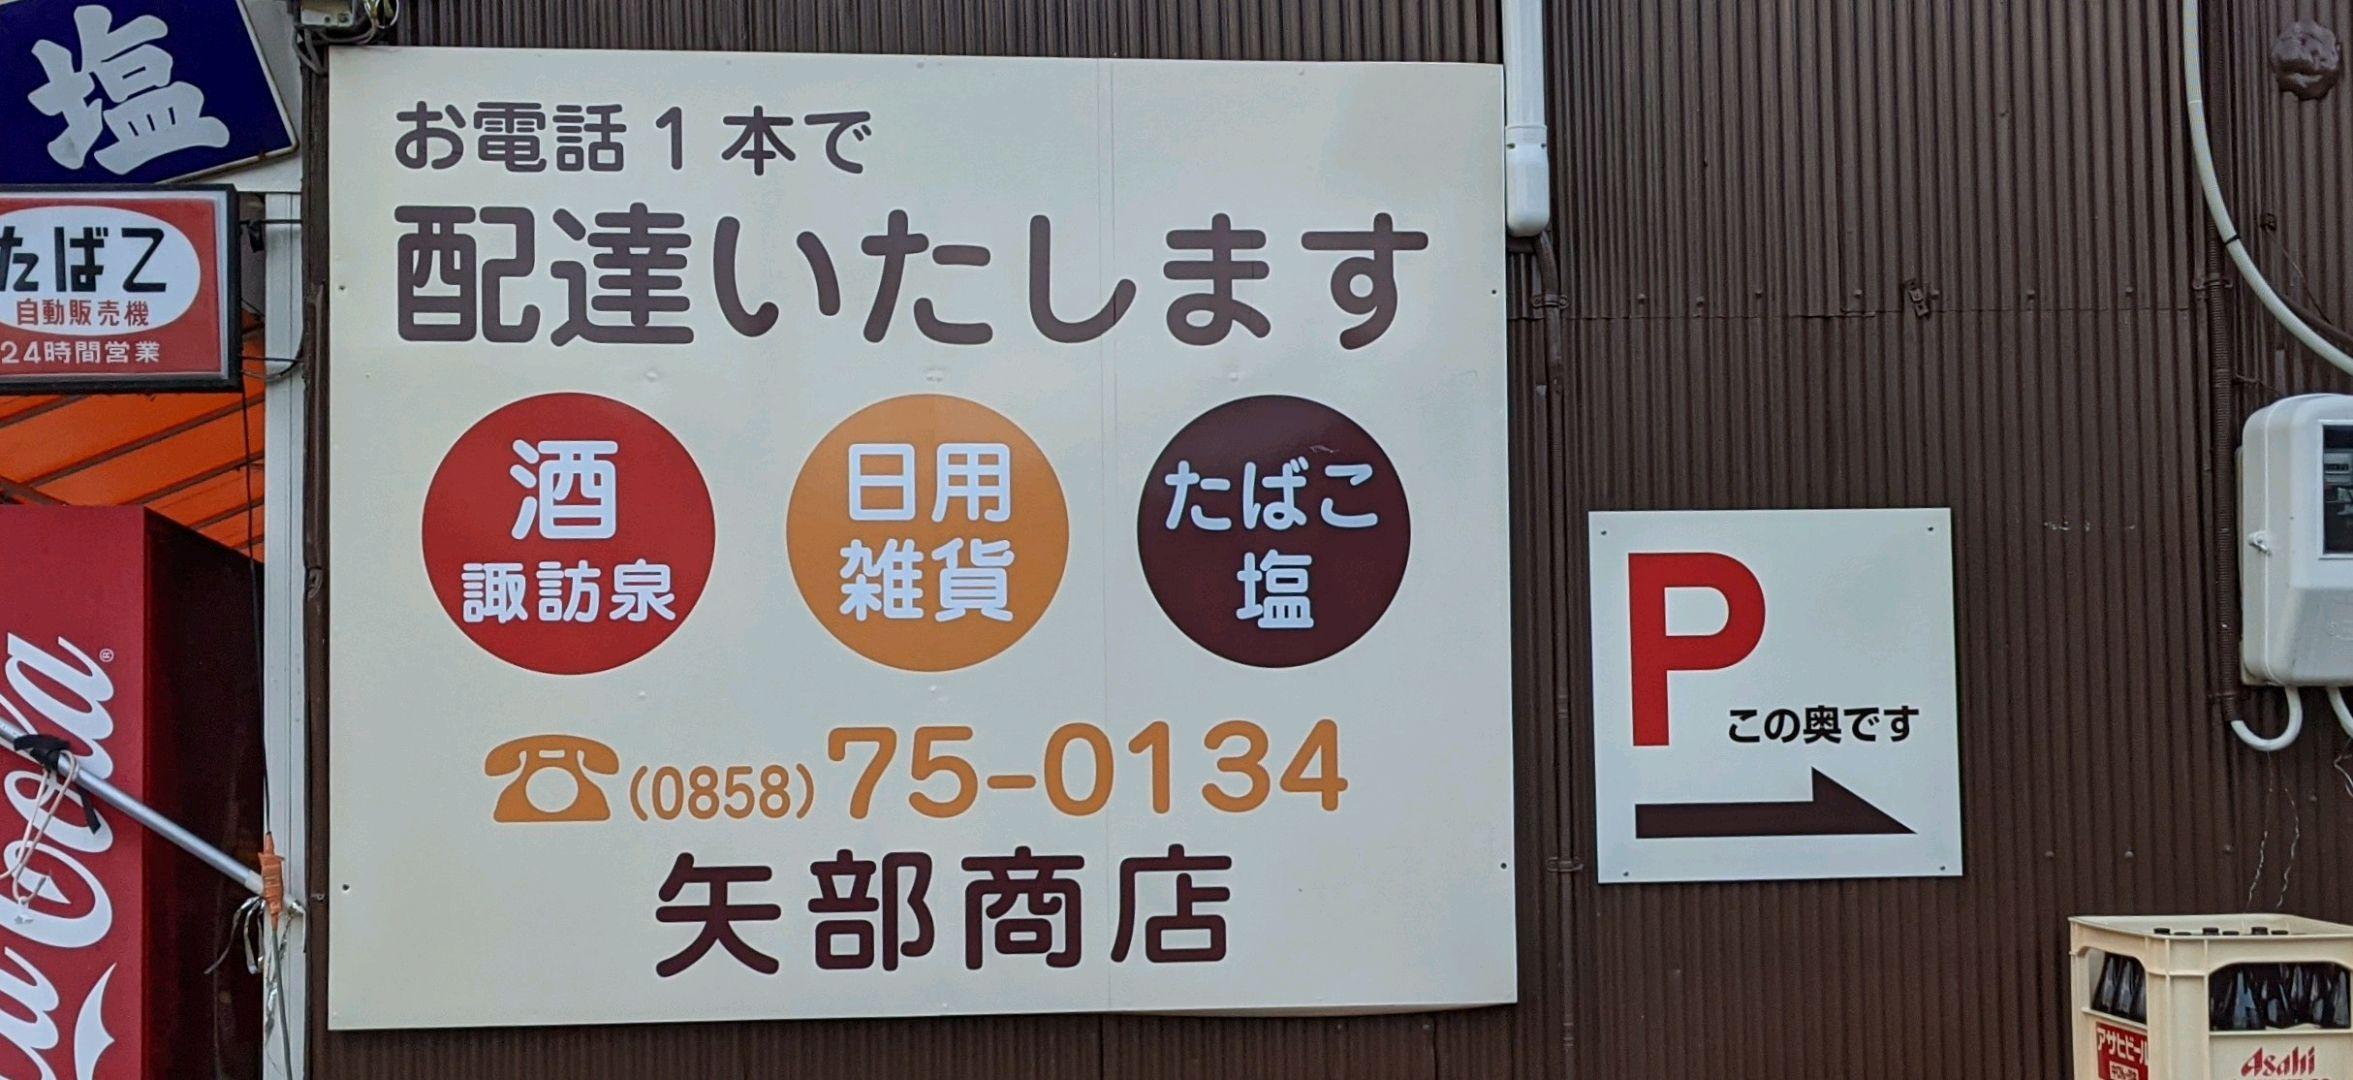 塩
たばこ
自動販売機
24時間営業
お電話1本で
配達いたします
酒
諏訪泉
日用
雑貨
たばこ
塩
(0858)75-0134
矢部商店
P
この奥です
Coca-Cola
アサヒビール
Asahi